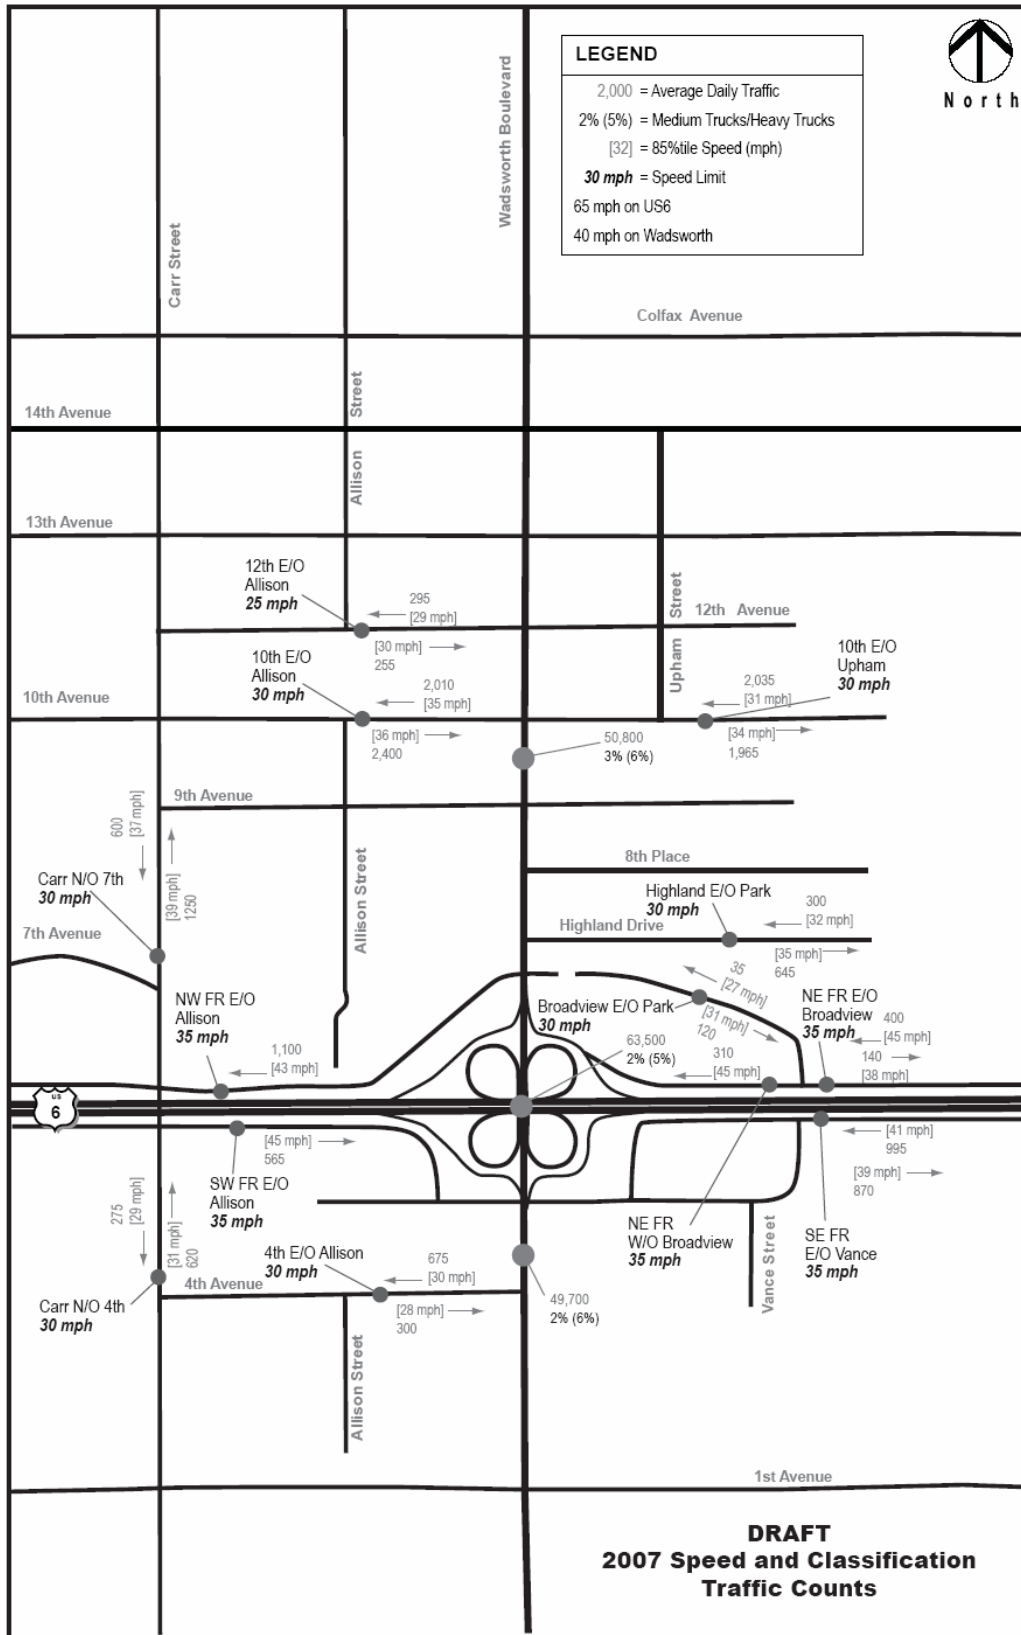 Wadsworth Boulevard
LEGEND
2,000 = Average Daily Traffic
2% (5%) = Medium Trucks/Heavy Trucks
[32] = 85%tile Speed (mph)
30 mph = Speed Limit
65 mph on US6
40 mph on Wadsworth
North
Carr Street
Colfax Avenue
14th Avenue
Allison Street
13th Avenue
12th E/O
Allison
25 mph
295
[29 mph]
[30 mph]
255
Upham Street
12th Avenue
10th E/O
Allison
30 mph
10th E/O
Upham
30 mph
10th Avenue
2,010
[35 mph]
[36 mph]
2,400
2,035
[31 mph]
[34 mph]
1,965
50,800
3% (6%)
9th Avenue
600
[37 mph]
[39 mph]
1250
Carr N/O 7th
30 mph
7th Avenue
Allison Street
8th Place
Highland E/O Park
30 mph
Highland Drive
300
[32 mph]
[35 mph]
645
NW FR E/O
Allison
35 mph
1,100
[43 mph]
Broadview E/O Park
30 mph
35
[27 mph]
[31 mph]
120
NE FR E/O
Broadview
35 mph
400
[45 mph]
140
[38 mph]
63,500
2% (5%)
310
[45 mph]
US
6
[45 mph]
565
SW FR E/O
Allison
35 mph
[41 mph]
995
[39 mph]
870
275
[29 mph]
[31 mph]
620
NE FR
W/O Broadview
35 mph
Vance Street
SE FR
E/O Vance
35 mph
4th E/O Allison
30 mph
675
[30 mph]
[28 mph]
300
4th Avenue
Carr N/O 4th
30 mph
49,700
2% (6%)
Allison Street
1st Avenue
DRAFT
2007 Speed and Classification
Traffic Counts